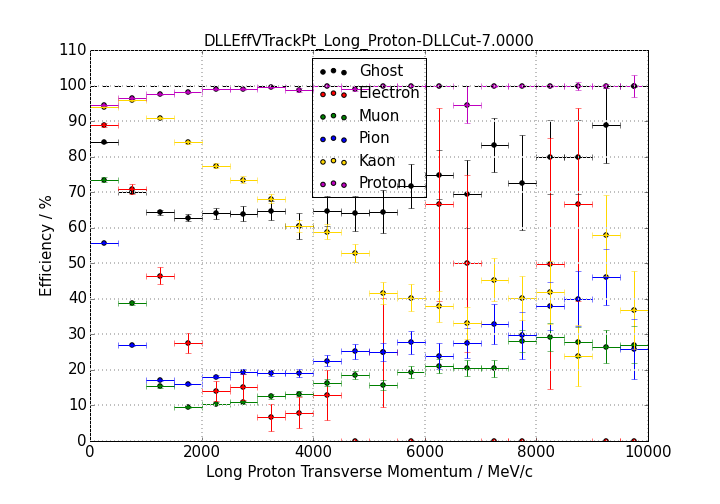 DLLEffVTrackPt_Long_Proton-DLLCut-7.0000
110
100
90
80
70
60
50
40
30
20
10
0
Efficiency / %
Ghost
Electron
Muon
Pion
Kaon
Proton
0 2000 4000 6000 8000 10000
Long Proton Transverse Momentum / MeV/c